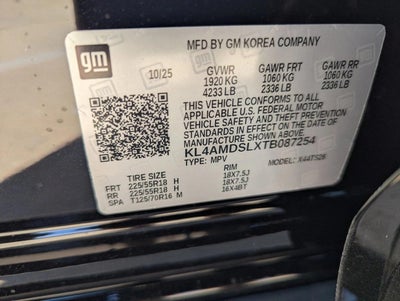 MFD BY GM KOREA COMPANY
gm
10/25 GVWR GAWR FRT GAWR RR
1920 KG 1060 KG 1060 KG
4233 LB 2336 LB 2336 LB
THIS VEHICLE CONFORMS TO ALL
APPLICABLE U.S. FEDERAL MOTOR
VEHICLE SAFETY AND THEFT PREVENTION
STANDARDS IN EFFECT ON THE DATE OF
MANUFACTURE SHOWN ABOVE.
KL4AMDSLXTB087254
TYPE: MPV MODEL: X44TS26
TIRE SIZE RIM
FRT 225/55R18 H 18X7.5J
RR 225/55R18 H 18X7.5J
SPA T125/70R16 M 16X4BT